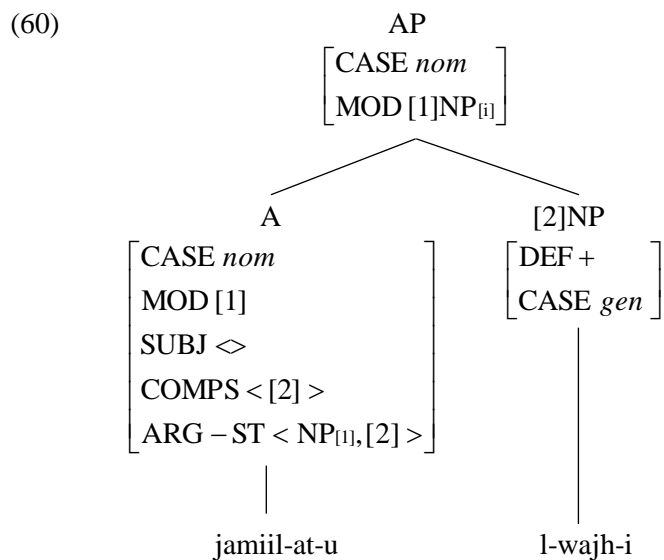 (60)
AP
CASE nom
MOD [1]NP[i]
A
[2]NP
CASE nom
MOD [1]
SUBJ <>
COMPS < [2] >
ARG – ST < NP[1], [2] >
DEF +
CASE gen
jamiil-at-u
l-wajh-i